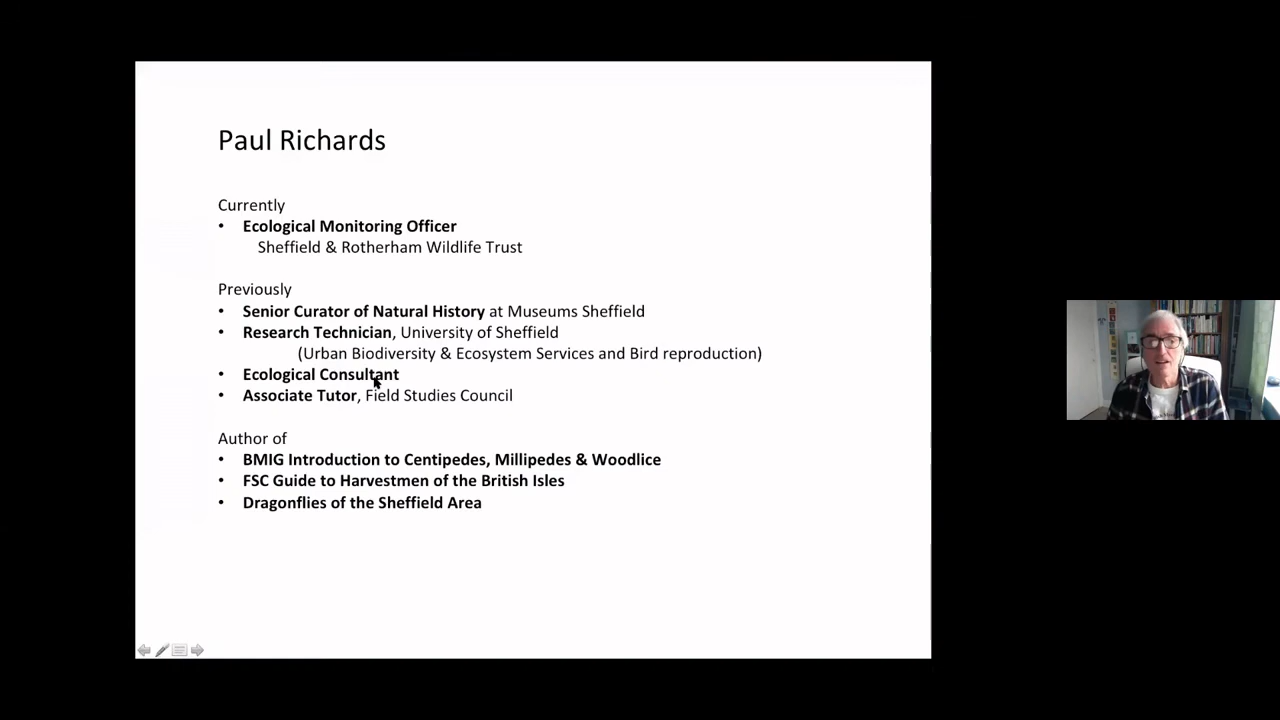 Paul Richards
Currently
• Ecological Monitoring Officer
Sheffield & Rotherham Wildlife Trust
Previously
• Senior Curator of Natural History at Museums Sheffield
• Research Technician, University of Sheffield
(Urban Biodiversity & Ecosystem Services and Bird reproduction)
• Ecological Consultant
• Associate Tutor, Field Studies Council
Author of
• BMIG Introduction to Centipedes, Millipedes & Woodlice
• FSC Guide to Harvestmen of the British Isles
• Dragonflies of the Sheffield Area